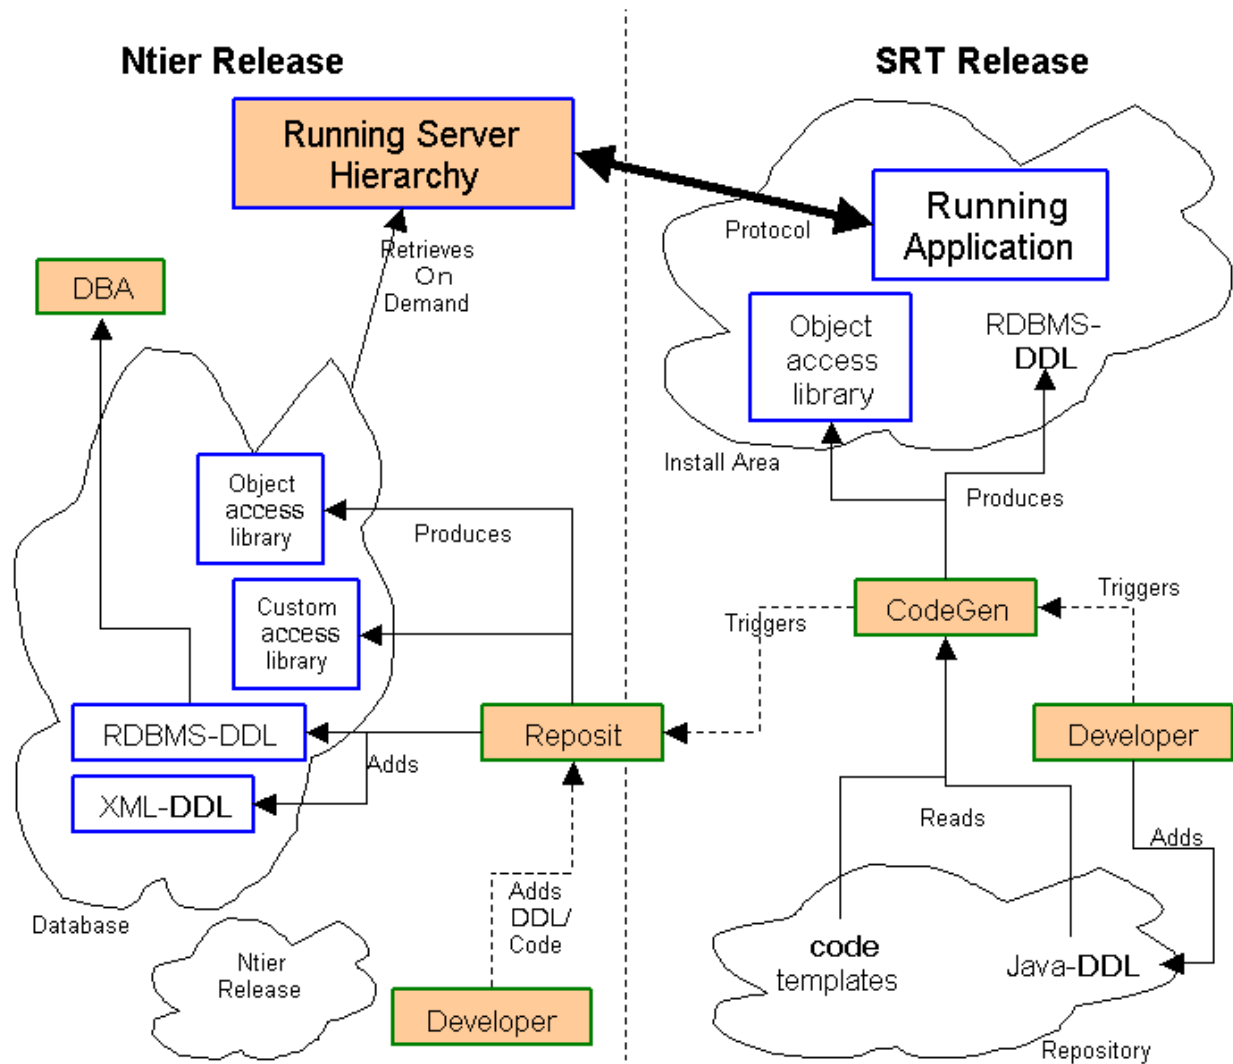 Ntier Release
SRT Release
Running Server
Hierarchy
Running
Application
Protocol
Retrieves
On
Demand
DBA
Object
access
library
RDBMS-
DDL
Install Area
Produces
Object
access
library
Produces
Custom
access
library
CodeGen
Triggers
Triggers
RDBMS-DDL
Reposit
Developer
Adds
XML-DDL
Reads
Adds
Adds
DDL/
Code
Database
Ntier
Release
code
templates
Java-DDL
Developer
Repository